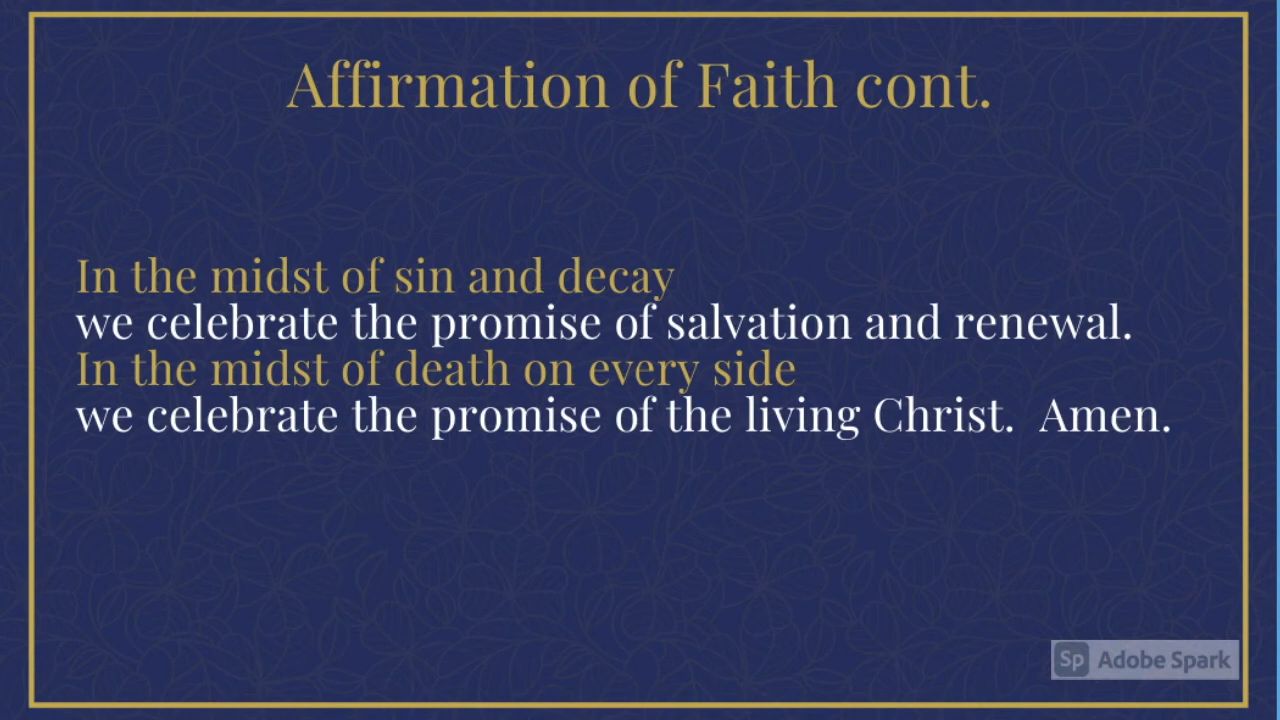 Affirmation of Faith cont.
In the midst of sin and decay
we celebrate the promise of salvation and renewal.
In the midst of death on every side
we celebrate the promise of the living Christ.  Amen.
Sp Adobe Spark